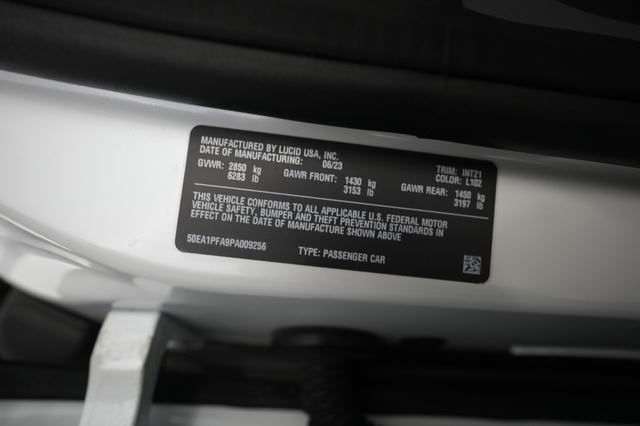 MANUFACTURED BY LUCID USA, INC.
DATE OF MANUFACTURING: 06/23
TRIM: INT21
COLOR: L102
GVWR: 2850 kg GAWR FRONT: 1430 kg GAWR REAR: 1450 kg
6283 lb 3153 lb 3197 lb
THIS VEHICLE CONFORMS TO ALL APPLICABLE U.S. FEDERAL MOTOR
VEHICLE SAFETY, BUMPER AND THEFT PREVENTION STANDARDS IN
EFFECT ON THE DATE OF MANUFACTURE SHOWN ABOVE
50EA1PFA9PA009256 TYPE: PASSENGER CAR